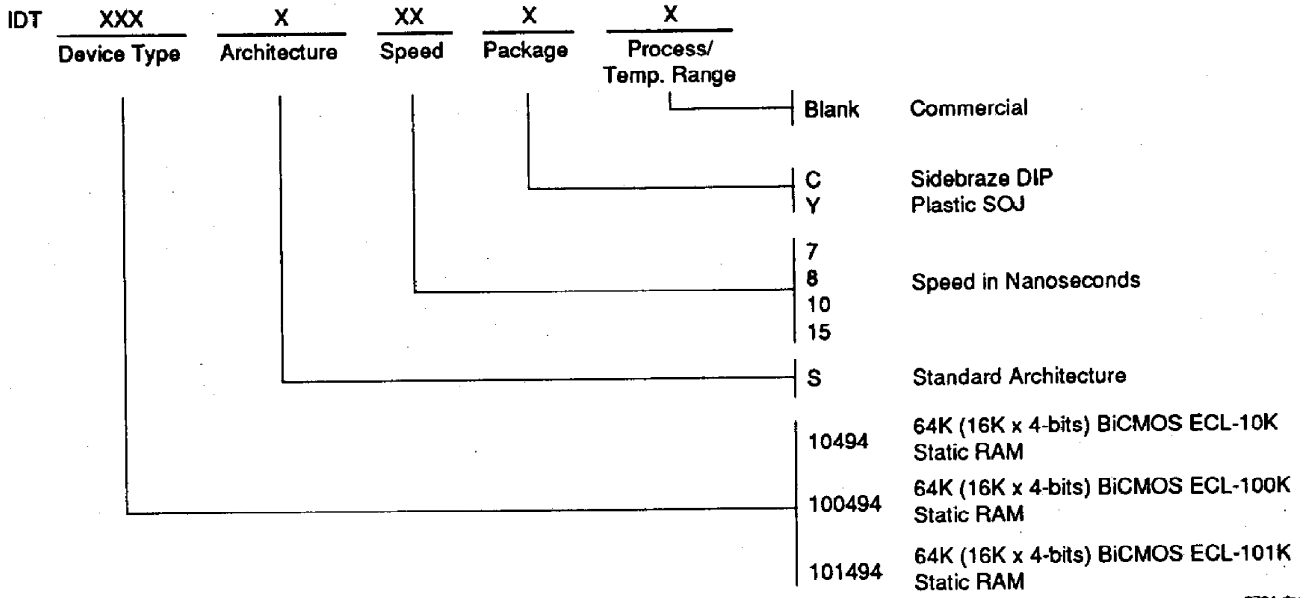 IDT XXX X XX X X
Device Type Architecture Speed Package Process/
Temp. Range
Blank Commercial
C Sidebraze DIP
Y Plastic SOJ
7
8 Speed in Nanoseconds
10
15
S Standard Architecture
10494 64K (16K x 4-bits) BiCMOS ECL-10K
Static RAM
100494 64K (16K x 4-bits) BiCMOS ECL-100K
Static RAM
101494 64K (16K x 4-bits) BiCMOS ECL-101K
Static RAM